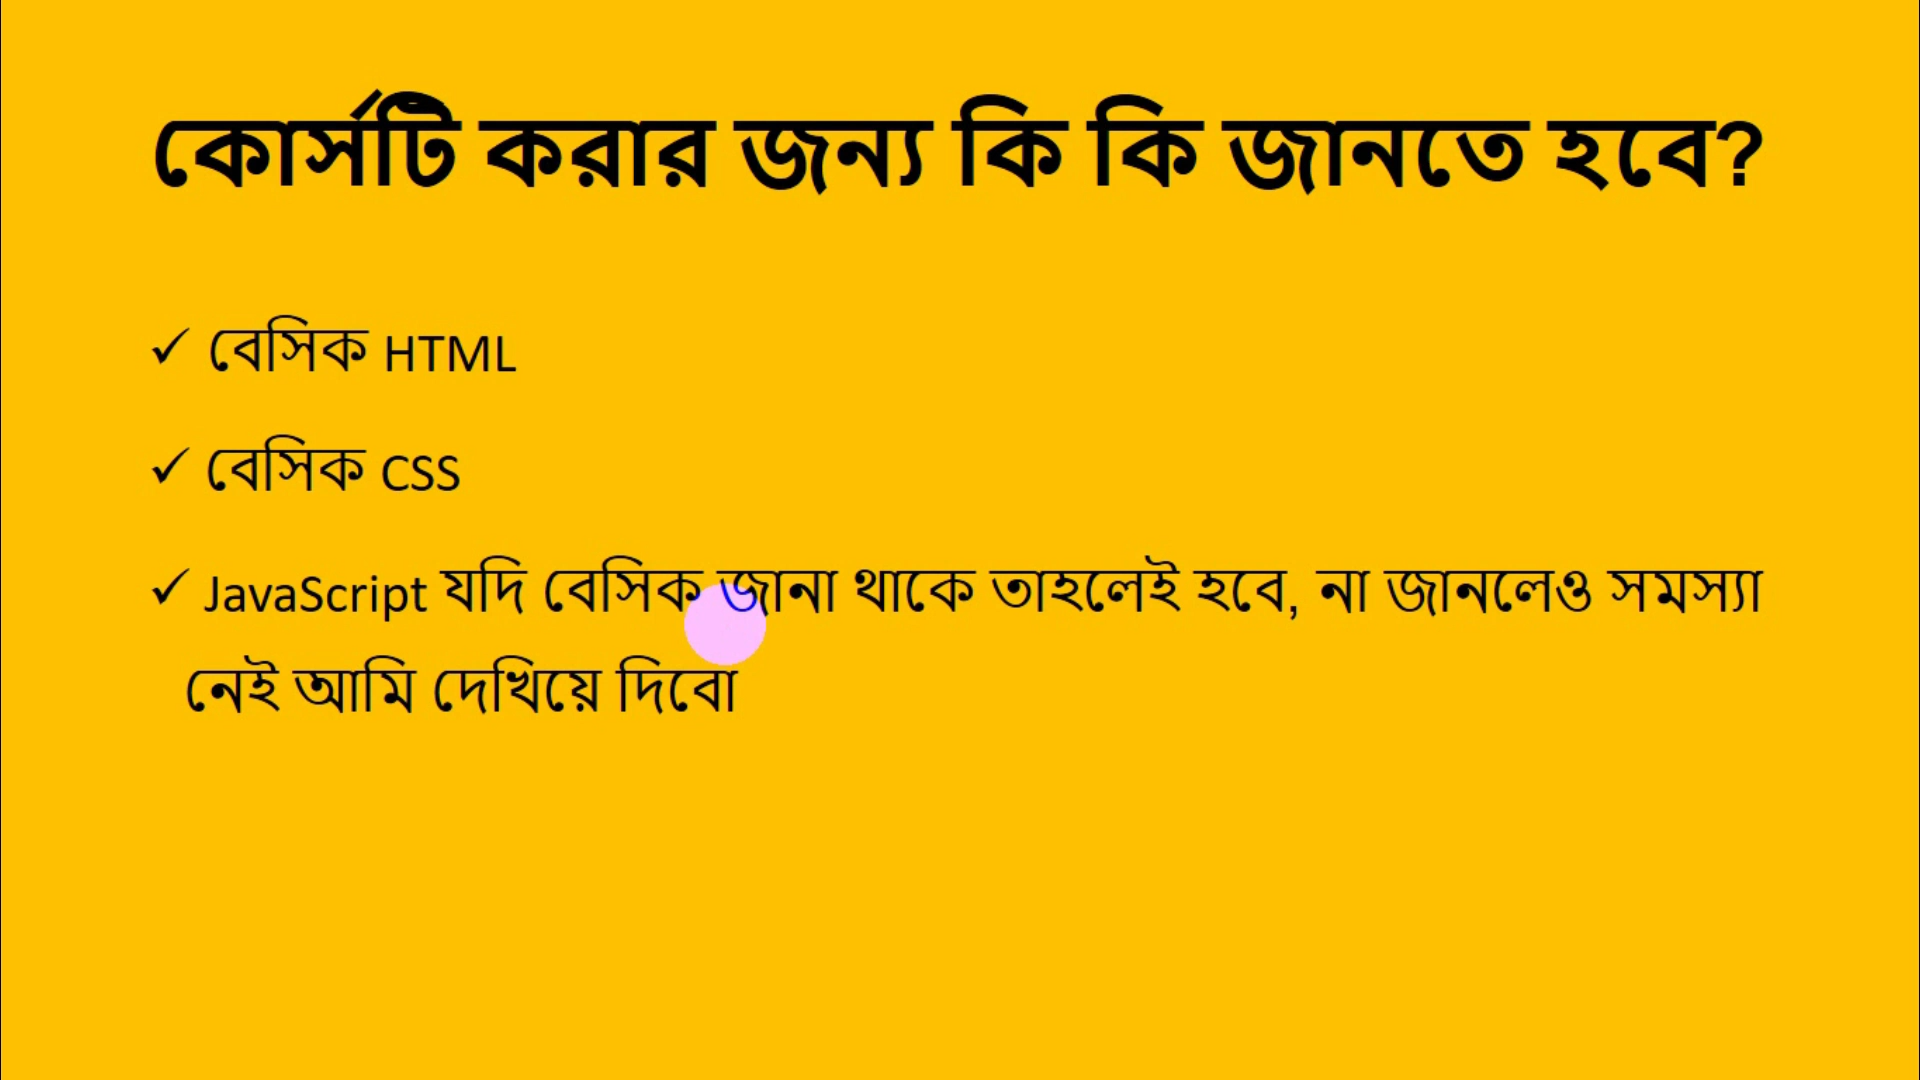 কোর্সটি করার জন্য কি কি জানতে হবে?
✓ বেসিক HTML
✓ বেসিক CSS
✓ JavaScript যদি বেসিক জানা থাকে তাহলেই হবে, না জানলেও সমস্যা
নেই আমি দেখিয়ে দিবো